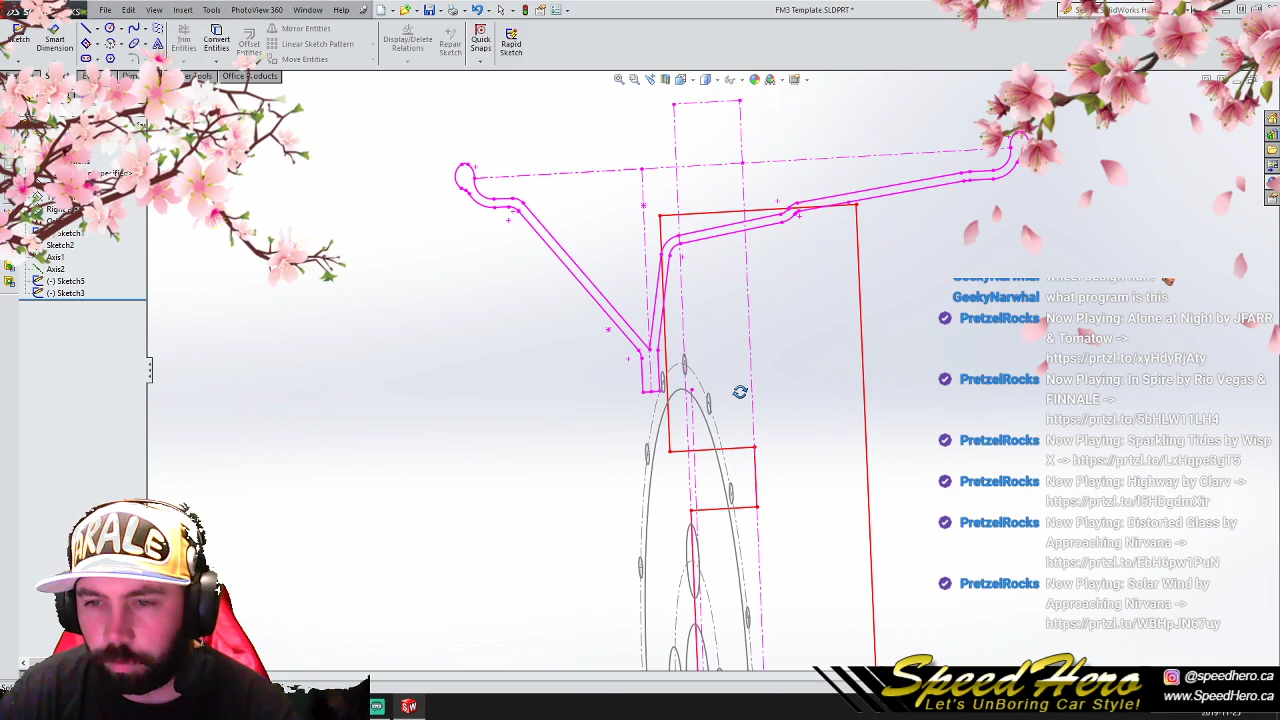 File Edit View Insert Tools PhotoView 360 Window Help
FM3 Template.SLDPRT *
Smart Dimension
Trim Entities
Convert Entities
Offset Entities
Mirror Entities
Linear Sketch Pattern
Move Entities
Display/Delete Relations
Repair Sketch
Quick Snaps
Rapid Sketch
Office Products
Sketch2
Axis1
Axis2
(-) Sketch5
(-) Sketch3
GeekyNarwhal what program is this
PretzelRocks Now Playing: Alone at Night by JFARR
& Tomatow ->
https://prtzl.to/xyHdyRjAty
PretzelRocks Now Playing: In Spire by Rio Vegas &
FINNALE ->
https://prtzl.to/5bHLW11LH4
PretzelRocks Now Playing: Sparkling Tides by Wisp
X -> https://prtzl.to/LxHqpe3gT5
PretzelRocks Now Playing: Highway by Clarv ->
https://prtzl.to/l5HDgdmXir
PretzelRocks Now Playing: Distorted Glass by
Approaching Nirvana ->
https://prtzl.to/EbH6pw1PuN
PretzelRocks Now Playing: Solar Wind by
Approaching Nirvana ->
https://prtzl.to/WBHpJN67uy
SpeedHero
Let's UnBoring Car Style!
@speedhero.ca
www.SpeedHero.ca